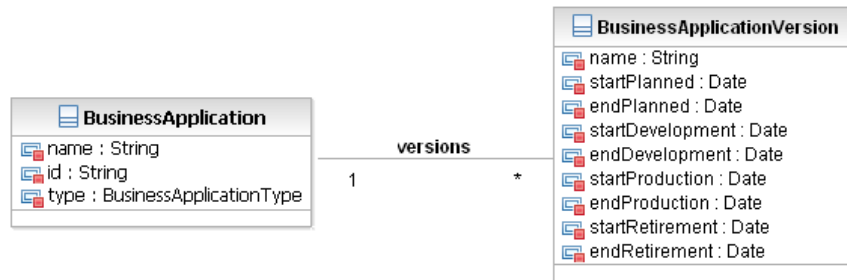 BusinessApplication
name : String
id : String
type : BusinessApplicationType
versions
1
*
BusinessApplicationVersion
name : String
startPlanned : Date
endPlanned : Date
startDevelopment : Date
endDevelopment : Date
startProduction : Date
endProduction : Date
startRetirement : Date
endRetirement : Date